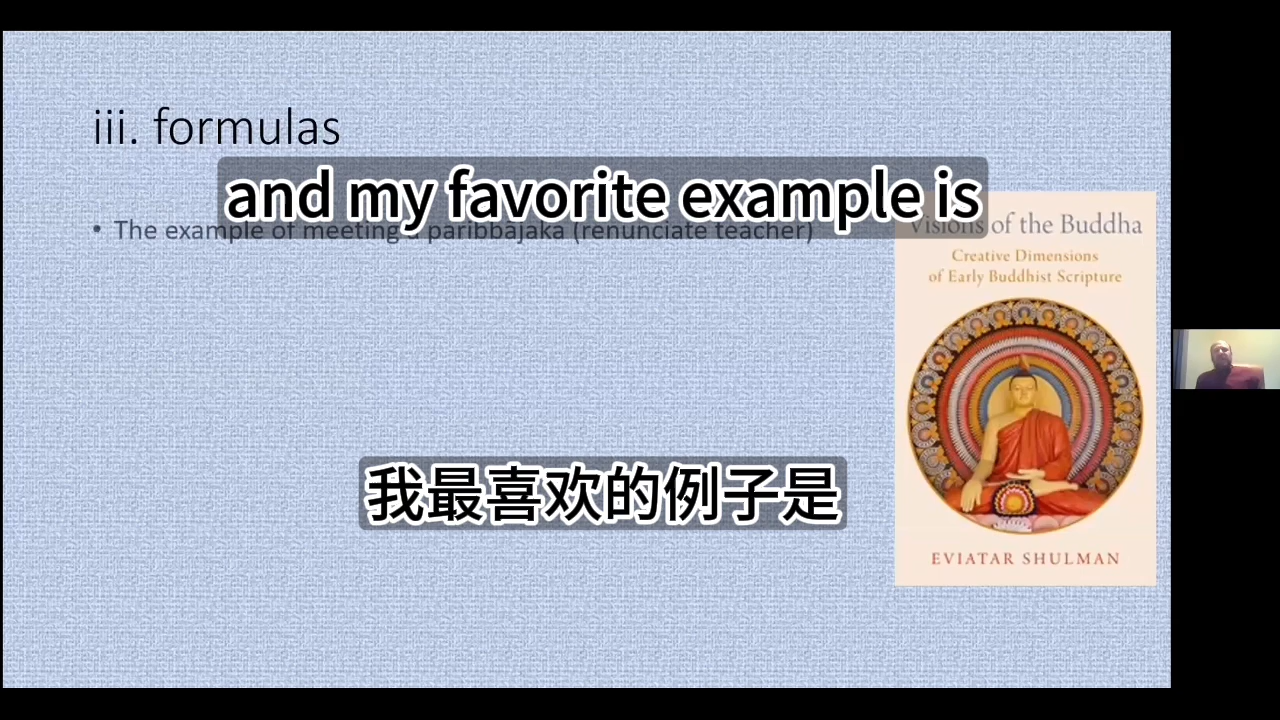 iii. formulas
and my favorite example is
• The example of meeting a paribbājaka (renunciate teacher)
Visions of the Buddha
Creative Dimensions
of Early Buddhist Scripture
我最喜欢的例子是
EVIATAR SHULMAN